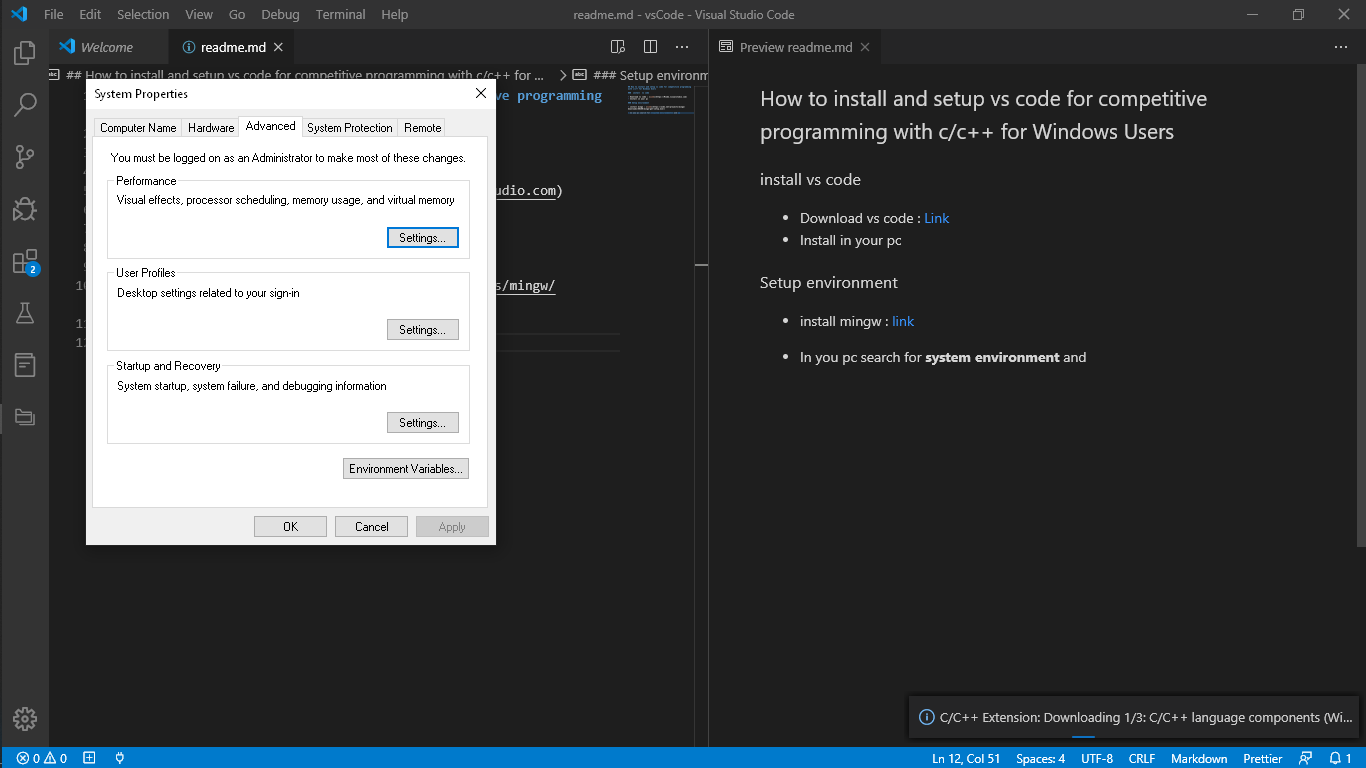 File Edit Selection View Go Debug Terminal Help
readme.md - vsCode - Visual Studio Code
Welcome
readme.md
Preview readme.md
## How to install and setup vs code for competitive programming with c/c++ for ... > ### Setup environm
ve programming
udio.com)
s/mingw/
10
2
System Properties
Computer Name Hardware Advanced System Protection Remote
You must be logged on as an Administrator to make most of these changes.
Performance
Visual effects, processor scheduling, memory usage, and virtual memory
Settings...
User Profiles
Desktop settings related to your sign-in
Settings...
Startup and Recovery
System startup, system failure, and debugging information
Settings...
Environment Variables...
OK Cancel Apply
How to install and setup vs code for competitive
programming with c/c++ for Windows Users
install vs code
• Download vs code : Link
• Install in your pc
Setup environment
• install mingw : link
• In you pc search for system environment and
C/C++ Extension: Downloading 1/3: C/C++ language components (Wi...
0 0
Ln 12, Col 51 Spaces: 4 UTF-8 CRLF Markdown Prettier 1